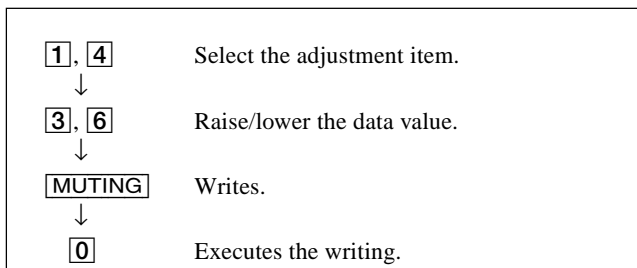 1, 4 Select the adjustment item.
↓
3, 6 Raise/lower the data value.
↓
MUTING Writes.
↓
0 Executes the writing.